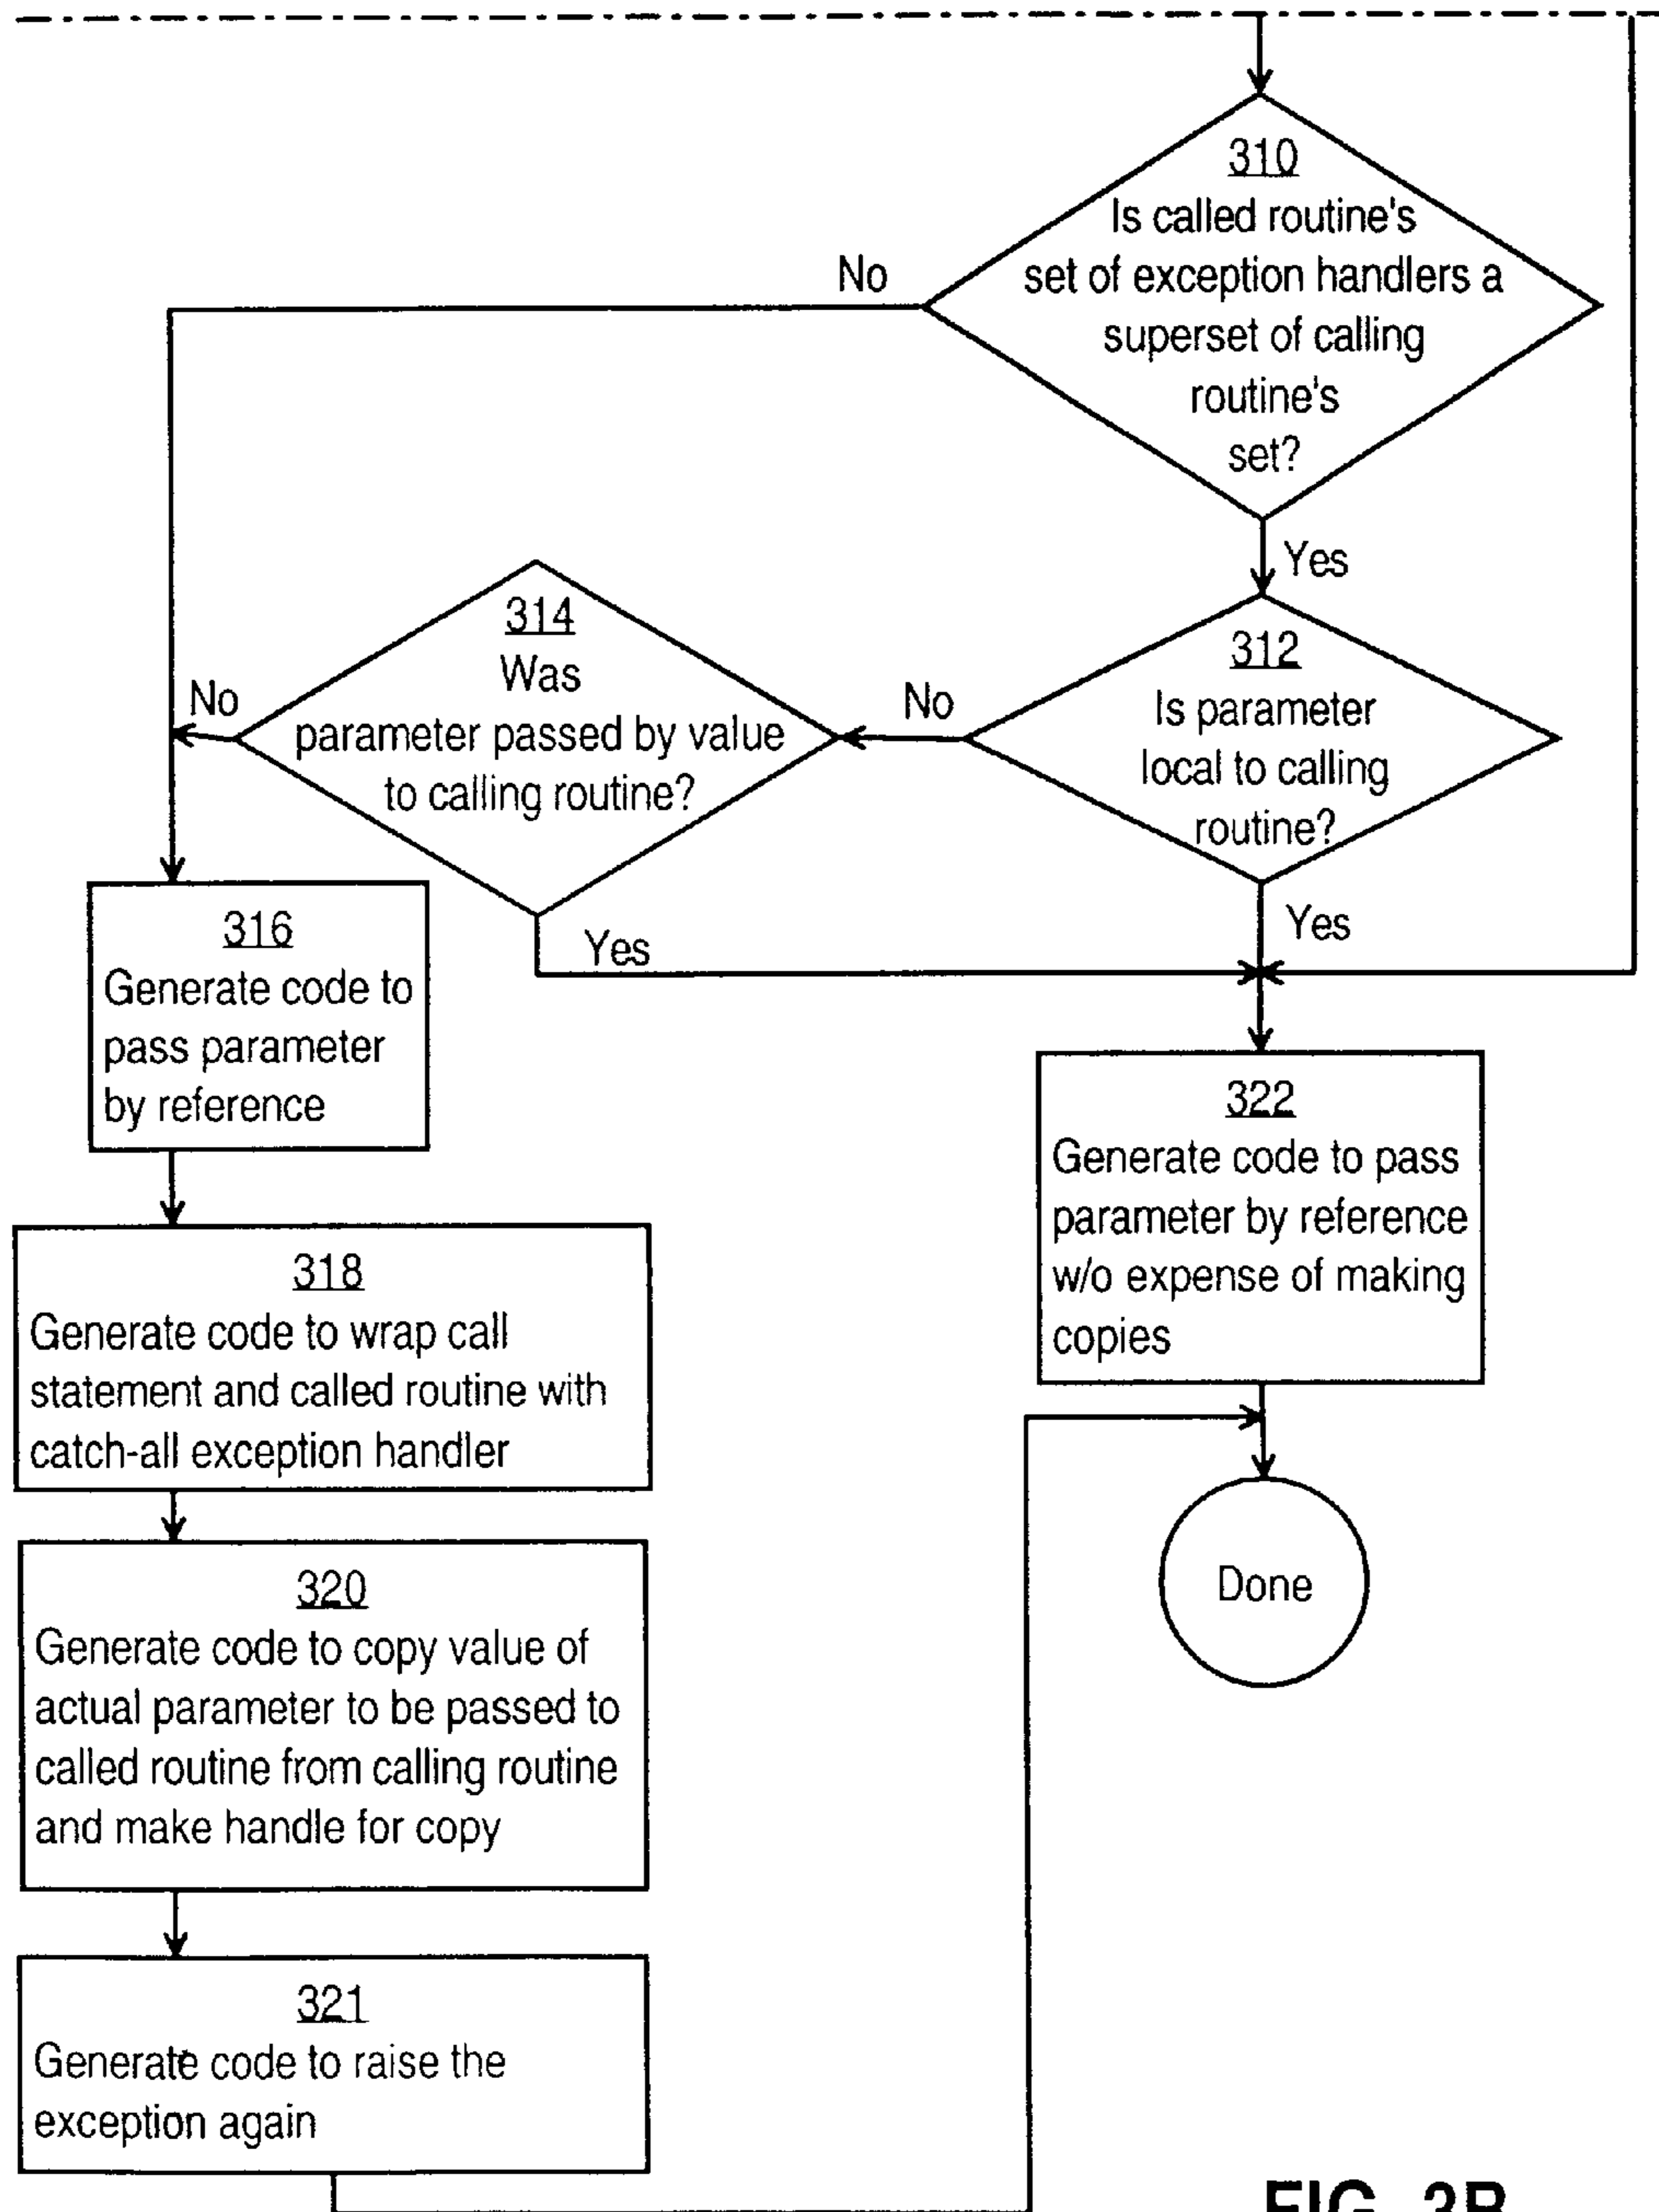 310
Is called routine's
set of exception handlers a
superset of calling
routine's
set?
No
Yes
314
Was
parameter passed by value
to calling routine?
No
Yes
312
Is parameter
local to calling
routine?
No
Yes
316
Generate code to
pass parameter
by reference
318
Generate code to wrap call
statement and called routine with
catch-all exception handler
320
Generate code to copy value of
actual parameter to be passed to
called routine from calling routine
and make handle for copy
321
Generate code to raise the
exception again
322
Generate code to pass
parameter by reference
w/o expense of making
copies
Done
FIG. 3B